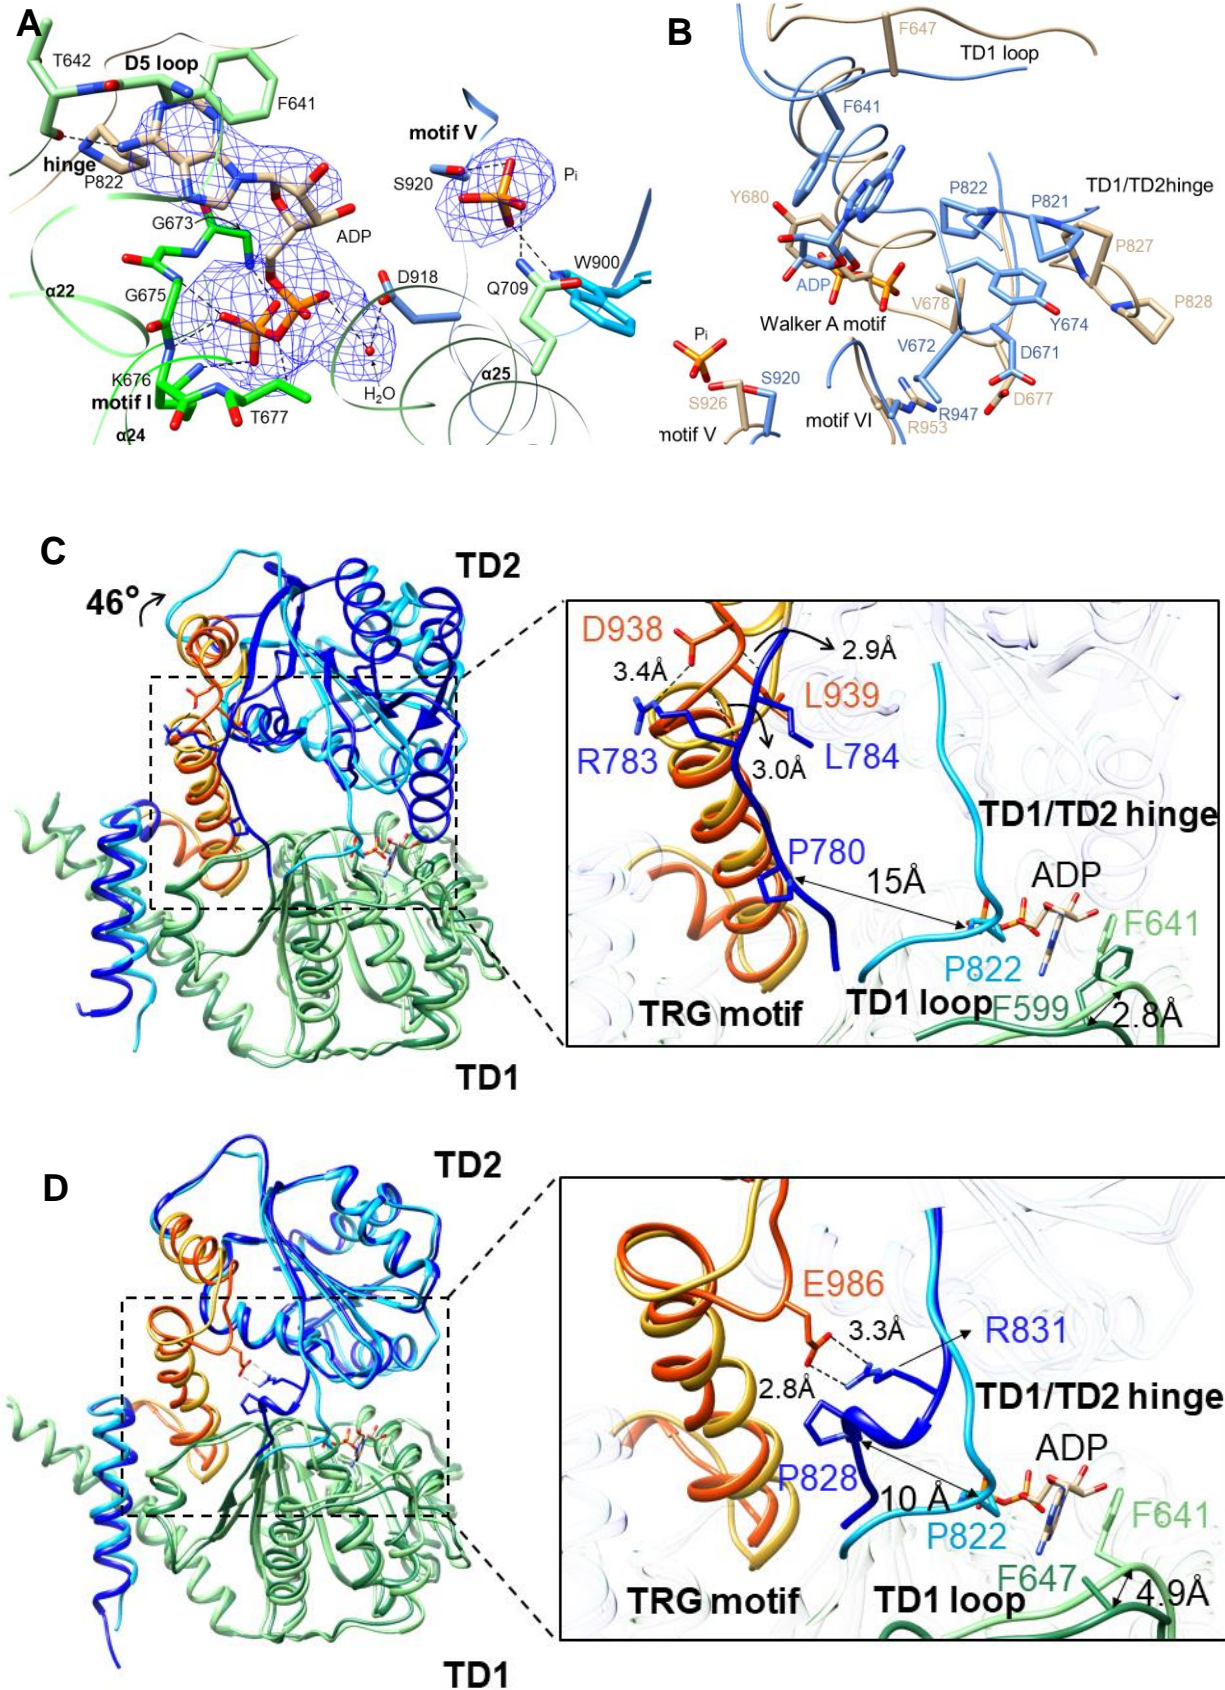 A
T642
D5 loop
F641
hinge
P822
G673
ADP
α22
G675
D918
K676
motif I
T677
H₂O
α24
motif V
S920
Pi
Q709
W900
α25
B
F647
TD1 loop
F641
Y680
P822
P821
TD1/TD2hinge
P827
ADP
V678
P828
Walker A motif
Y674
Pi
V672
D671
S920
S926
R947
D677
motif VI
R953
motif V
C
46°
TD2
TD1
D938
2.9Å
3.4Å
L939
R783
L784
3.0Å
TD1/TD2 hinge
P780
15Å
ADP
F641
P822
TRG motif
TD1 loop
F599
2.8Å
D
TD2
TD1
E986
3.3Å
R831
2.8Å
TD1/TD2 hinge
ADP
P828
10 Å
P822
F641
F647
TRG motif
TD1 loop
4.9Å